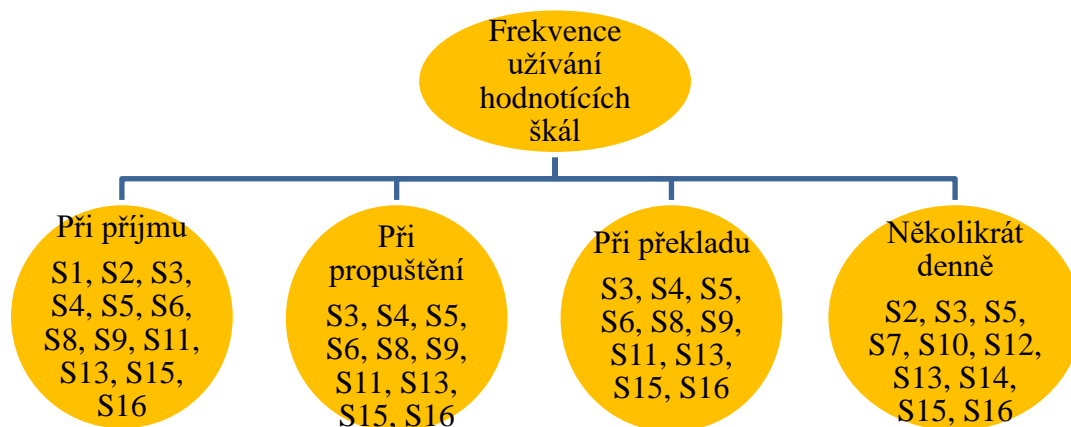 Frekvence
užívání
hodnotících
škál
Při příjmu
S1, S2, S3,
S4, S5, S6,
S8, S9, S11,
S13, S15,
S16
Při
propuštění
S3, S4, S5,
S6, S8, S9,
S11, S13,
S15, S16
Při překladu
S3, S4, S5,
S6, S8, S9,
S11, S13,
S15, S16
Několikrát
denně
S2, S3, S5,
S7, S10, S12,
S13, S14,
S15, S16